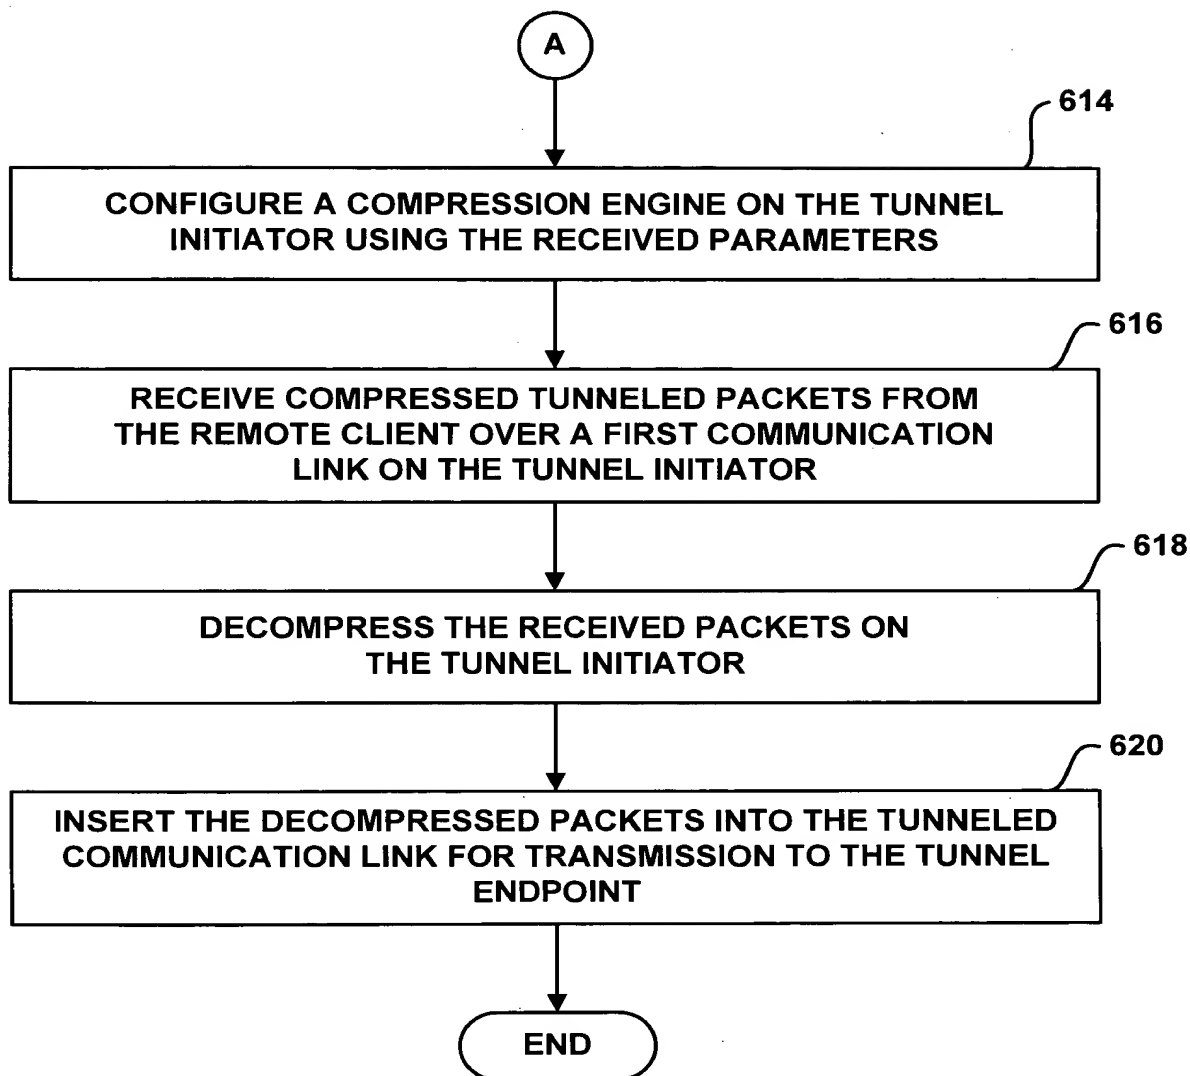 A
614
CONFIGURE A COMPRESSION ENGINE ON THE TUNNEL
INITIATOR USING THE RECEIVED PARAMETERS
616
RECEIVE COMPRESSED TUNNELED PACKETS FROM
THE REMOTE CLIENT OVER A FIRST COMMUNICATION
LINK ON THE TUNNEL INITIATOR
618
DECOMPRESS THE RECEIVED PACKETS ON
THE TUNNEL INITIATOR
620
INSERT THE DECOMPRESSED PACKETS INTO THE TUNNELED
COMMUNICATION LINK FOR TRANSMISSION TO THE TUNNEL
ENDPOINT
END